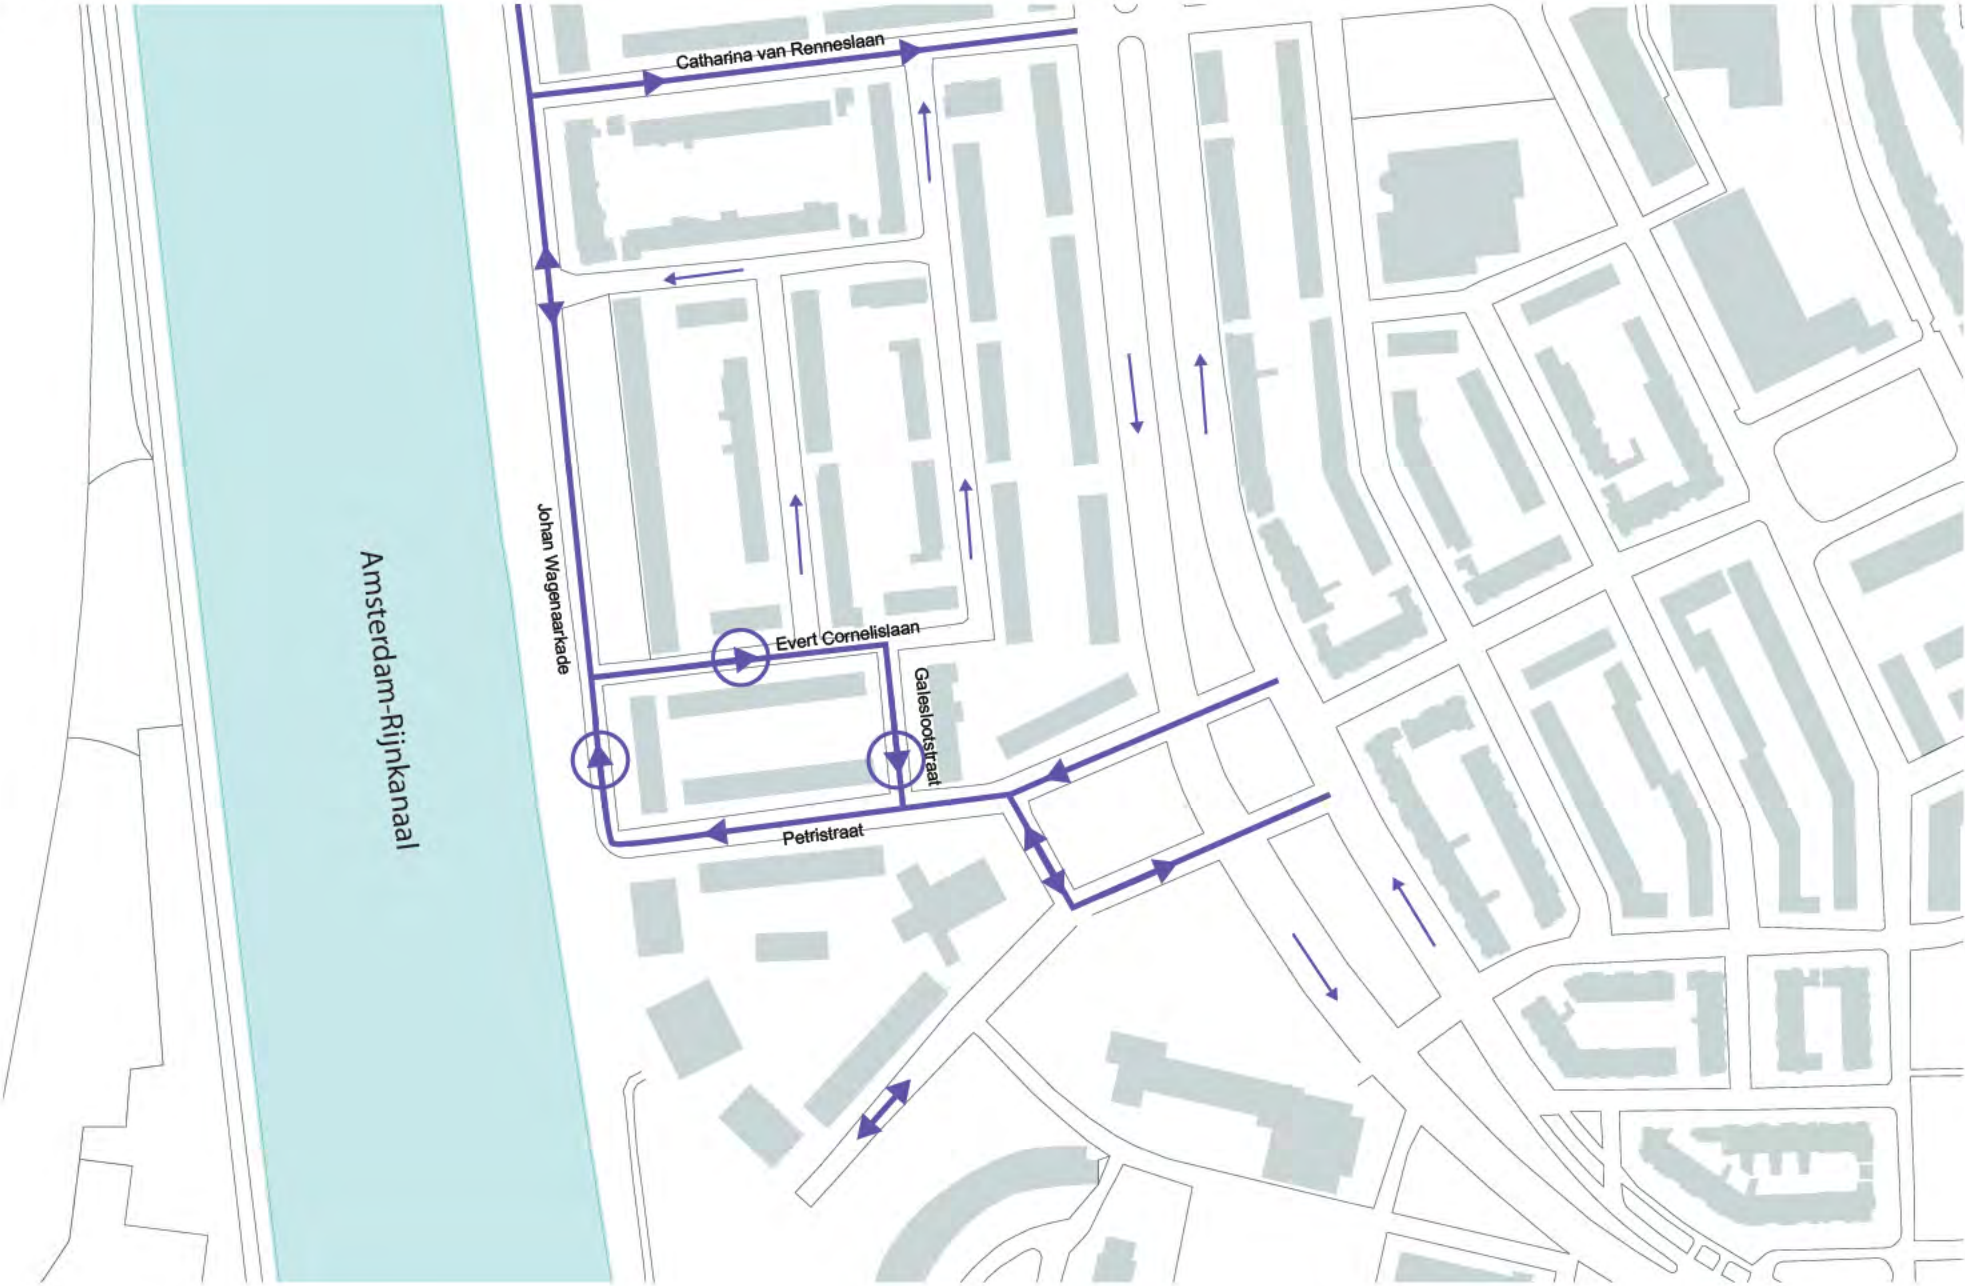 Catharina van Renneslaan
Johan Wagenaarkade
Amsterdam-Rijnkanaal
Evert Cornelislaan
Galeslootstraat
Petristraat